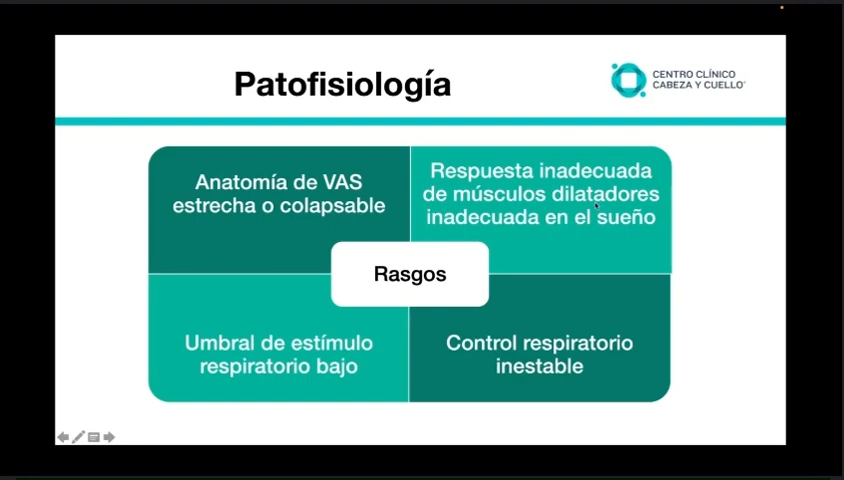 Patofisiología
CENTRO CLÍNICO
CABEZA Y CUELLO
Anatomía de VAS
estrecha o colapsable
Respuesta inadecuada
de músculos dilatadores
inadecuada en el sueño
Rasgos
Umbral de estímulo
respiratorio bajo
Control respiratorio
inestable